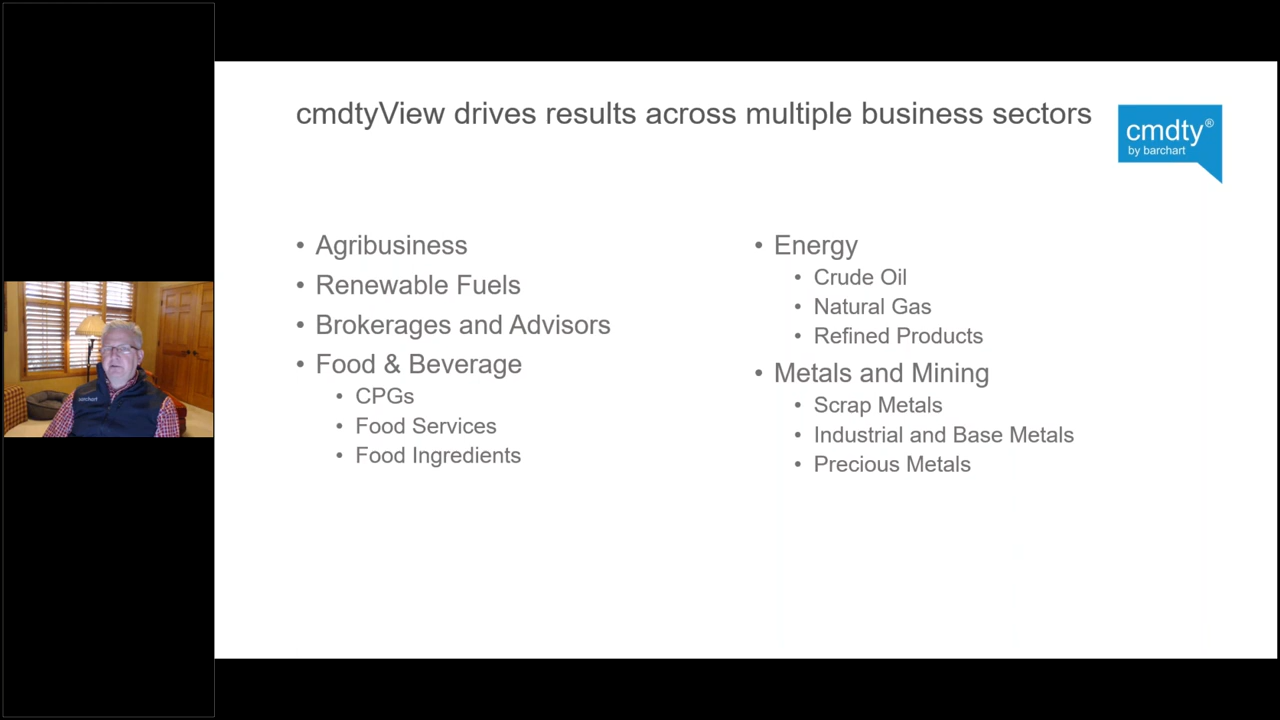 cmdtyView drives results across multiple business sectors
cmdty®
by barchart
• Agribusiness
• Renewable Fuels
• Brokerages and Advisors
• Food & Beverage
• CPGs
• Food Services
• Food Ingredients
• Energy
• Crude Oil
• Natural Gas
• Refined Products
• Metals and Mining
• Scrap Metals
• Industrial and Base Metals
• Precious Metals
barchart